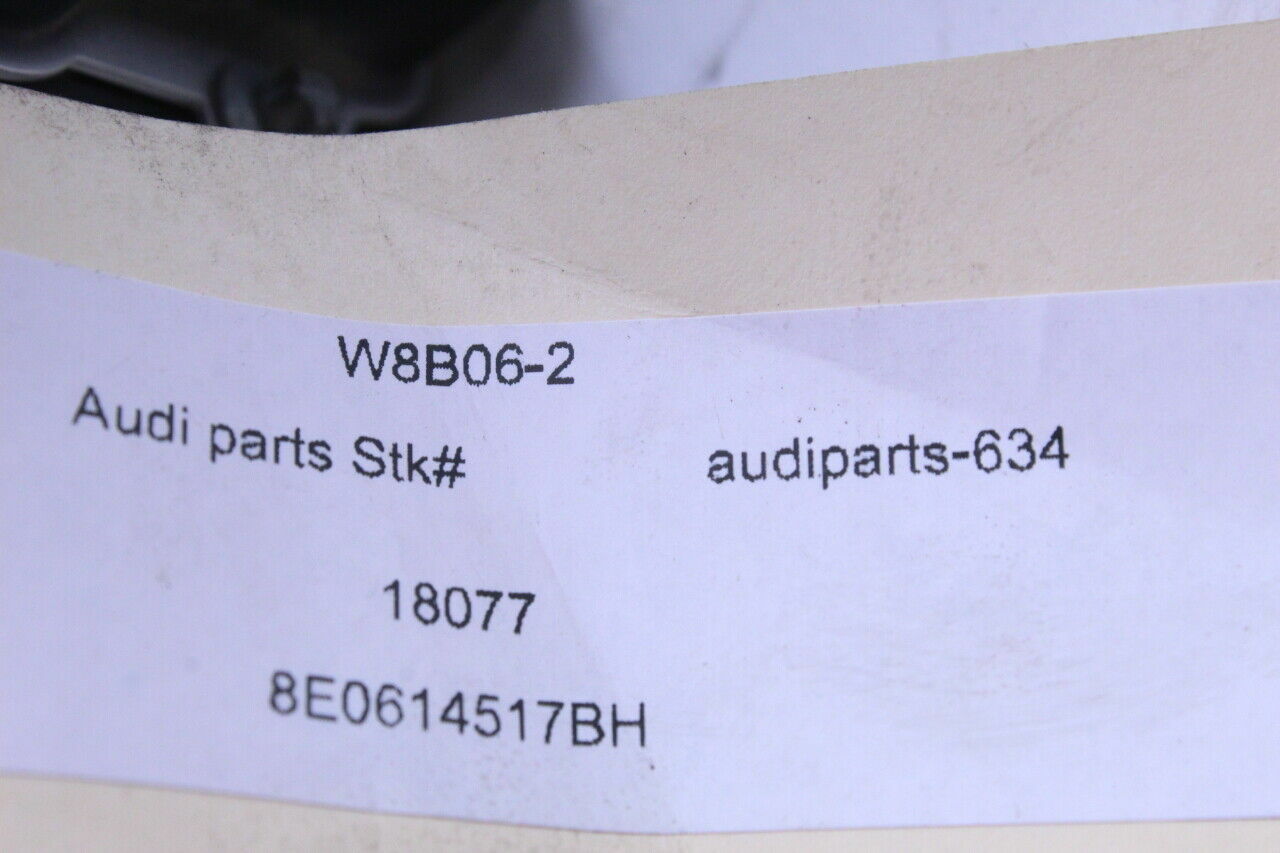 W8B06-2
Audi parts Stk# audiparts-634
18077
8E0614517BH